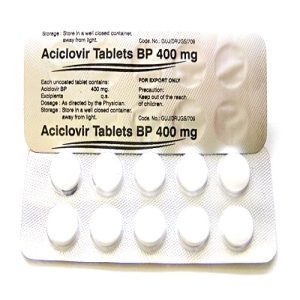 Storage : Store in a well closed container,
away from light.
Code. No.: GUJ/DRUGS/709
Aciclovir Tablets BP 400 mg
Each uncoated tablet contains:
Aciclovir BP 400 mg.
Excipients q.s.
Dosage : As directed by the Physician.
Storage : Store in a well closed container,
away from light.
FOR EXPORT ONLY
Precaution:
Keep out of the reach
of children.
Code. No.: GUJ/DRUGS/709
Aciclovir Tablets BP 400 mg